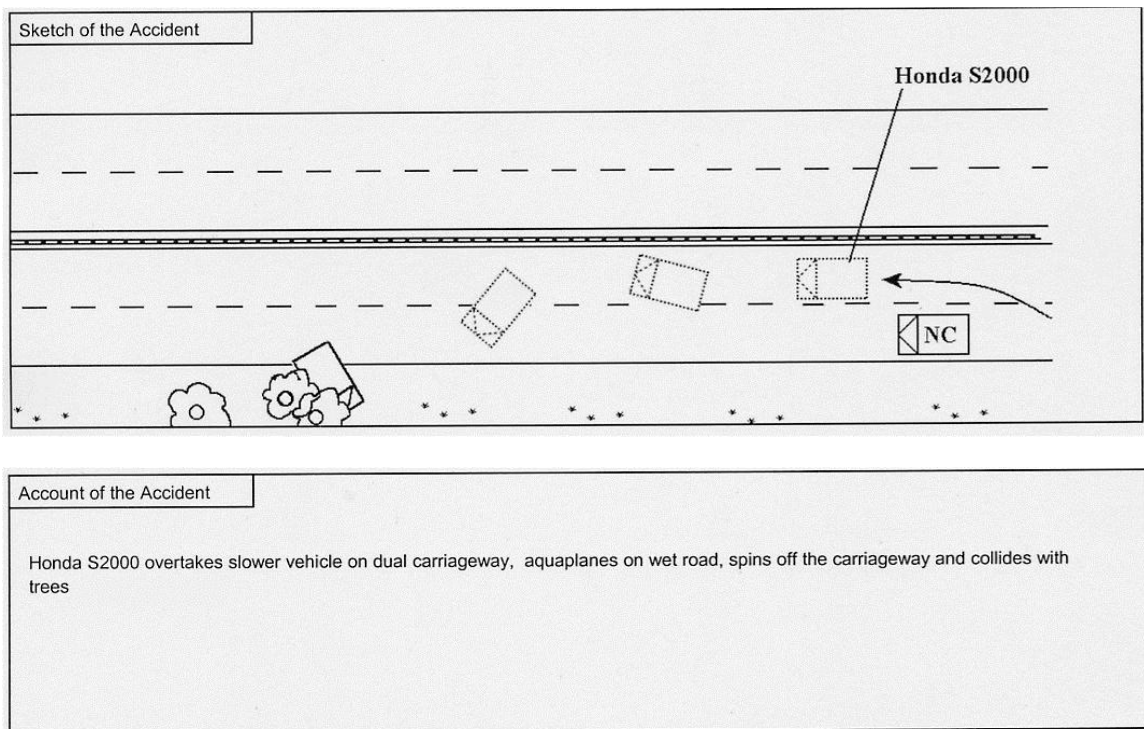 Sketch of the Accident
Honda S2000
NC
Account of the Accident
Honda S2000 overtakes slower vehicle on dual carriageway, aquaplanes on wet road, spins off the carriageway and collides with
trees